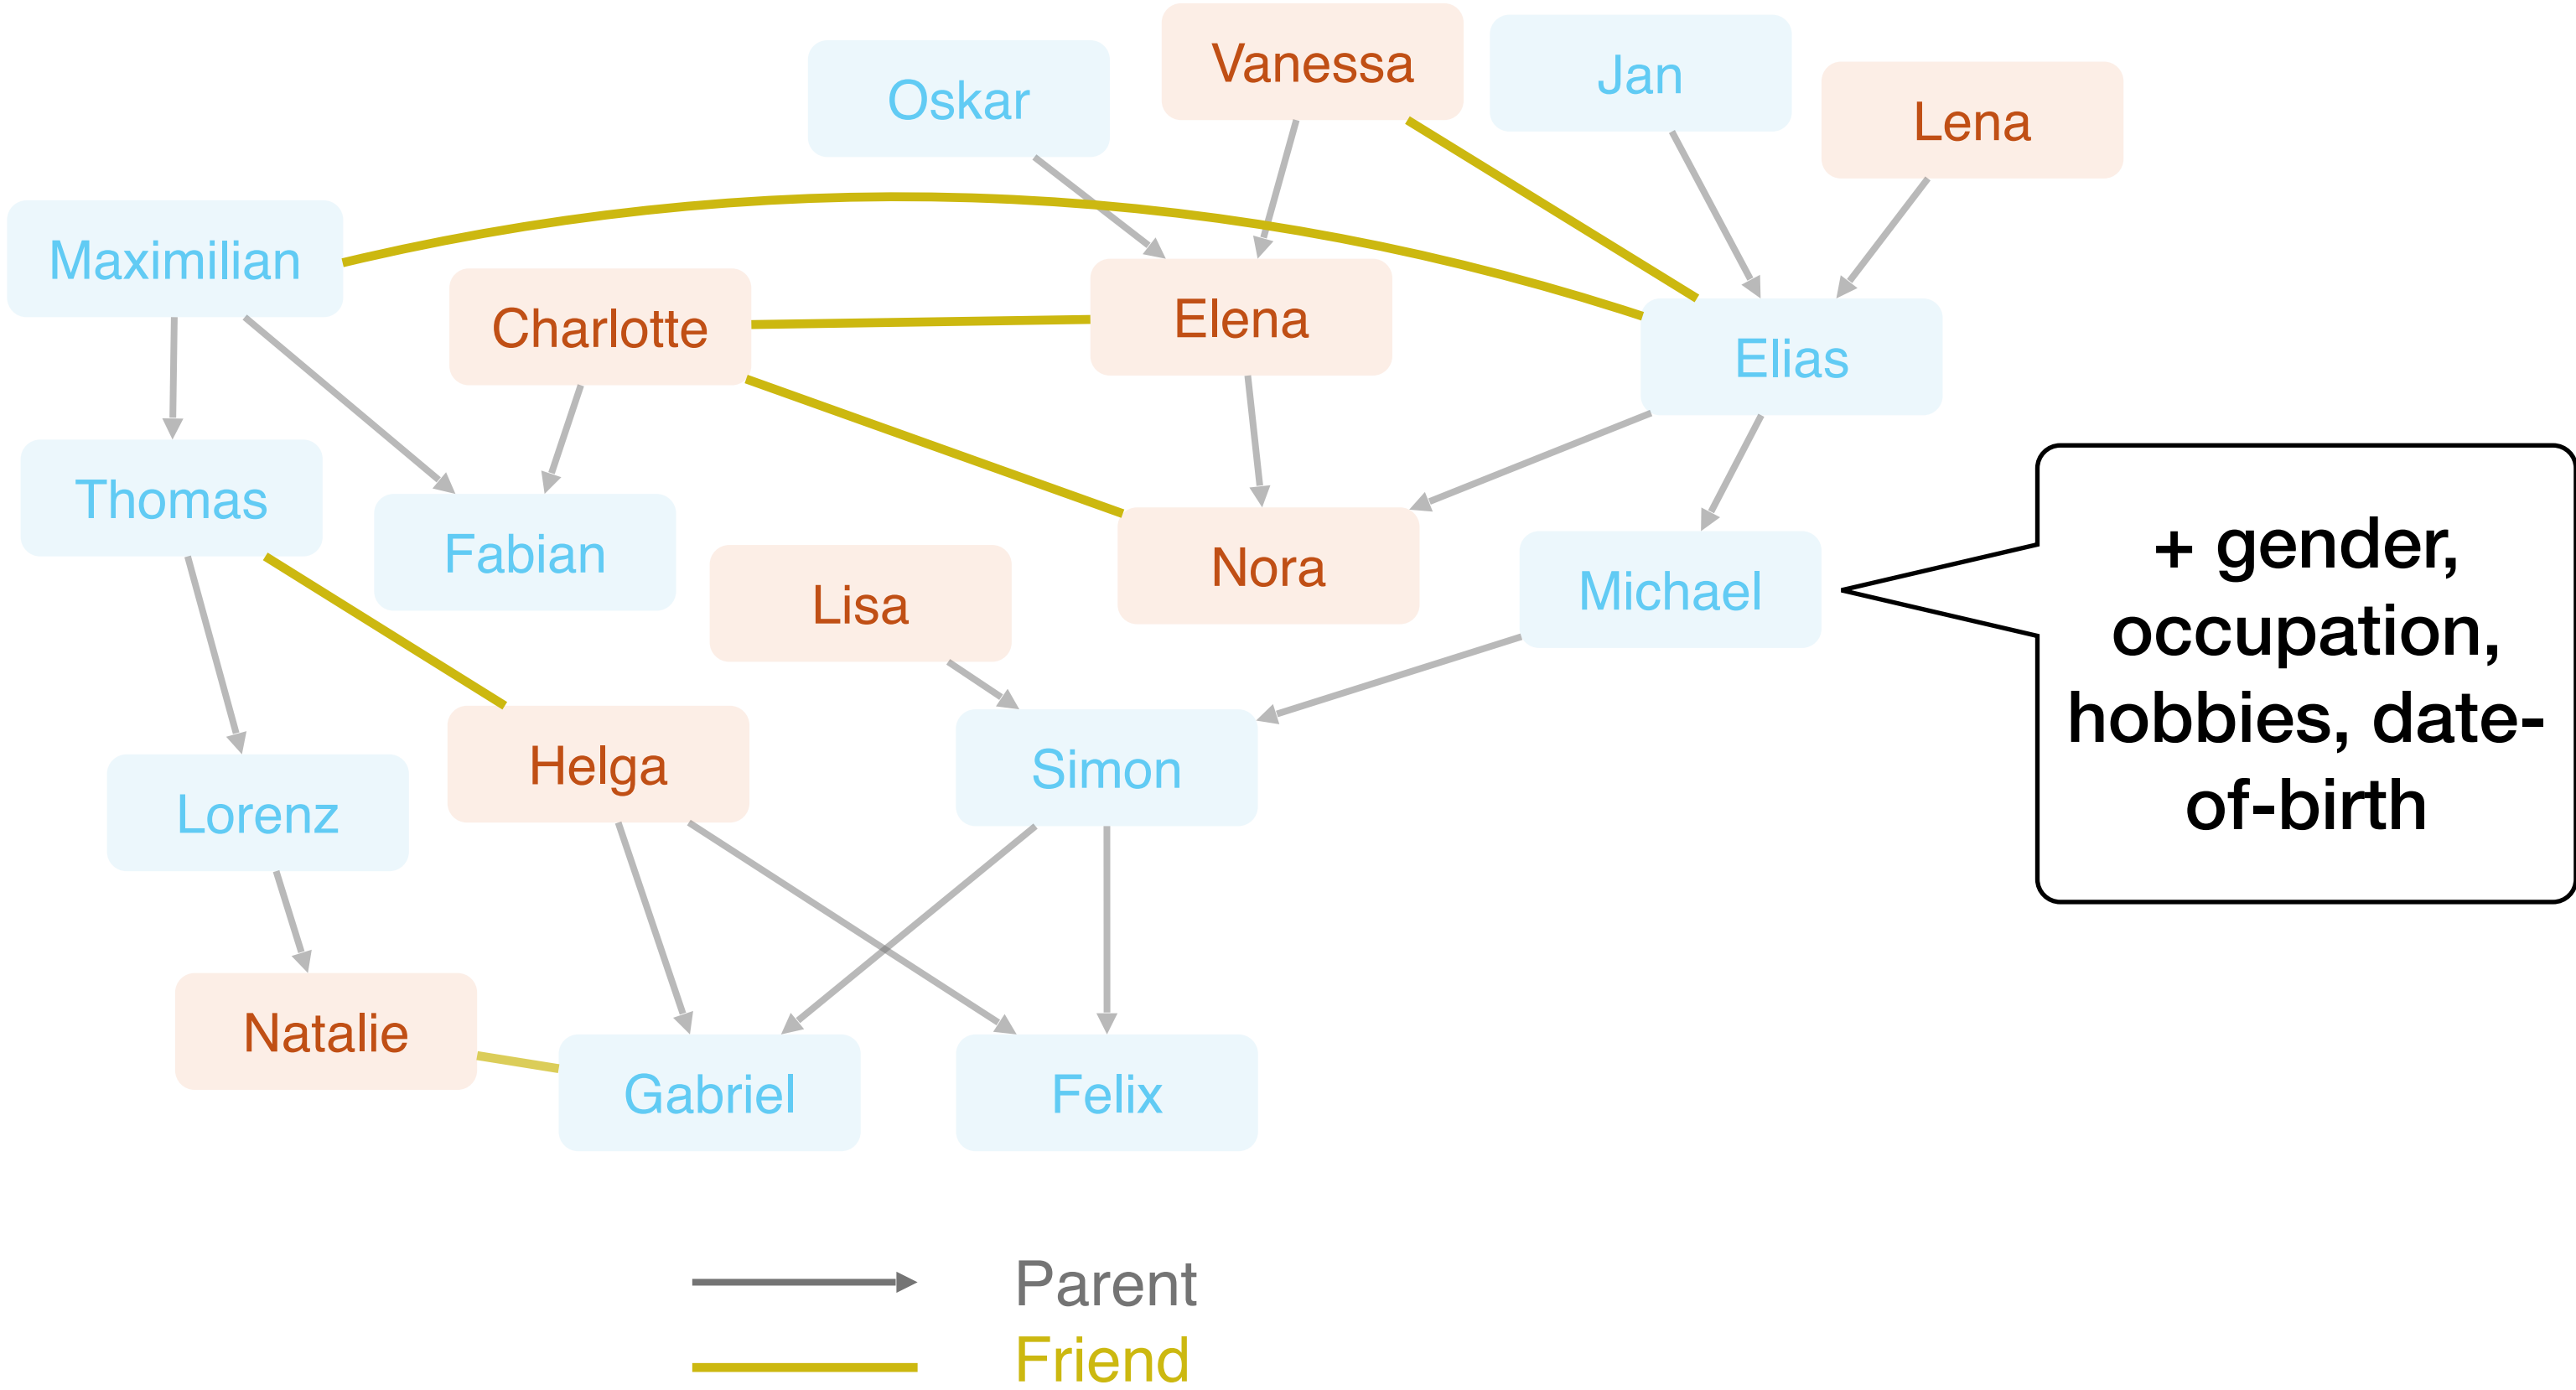 Vanessa
Jan
Oskar
Lena
Maximilian
Charlotte
Elena
Elias
Thomas
Fabian
Nora
Michael
Lisa
+ gender,
occupation,
hobbies, date-
of-birth
Helga
Simon
Lorenz
Natalie
Gabriel
Felix
Parent
Friend